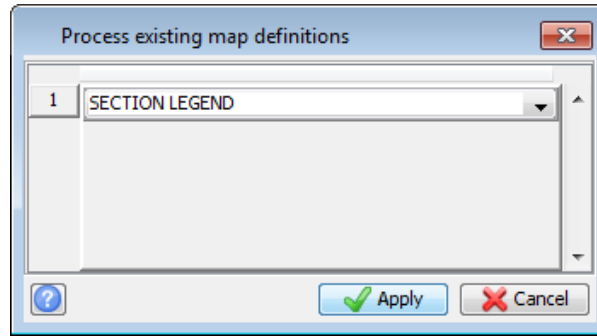 Process existing map definitions
1 SECTION LEGEND
? Apply Cancel